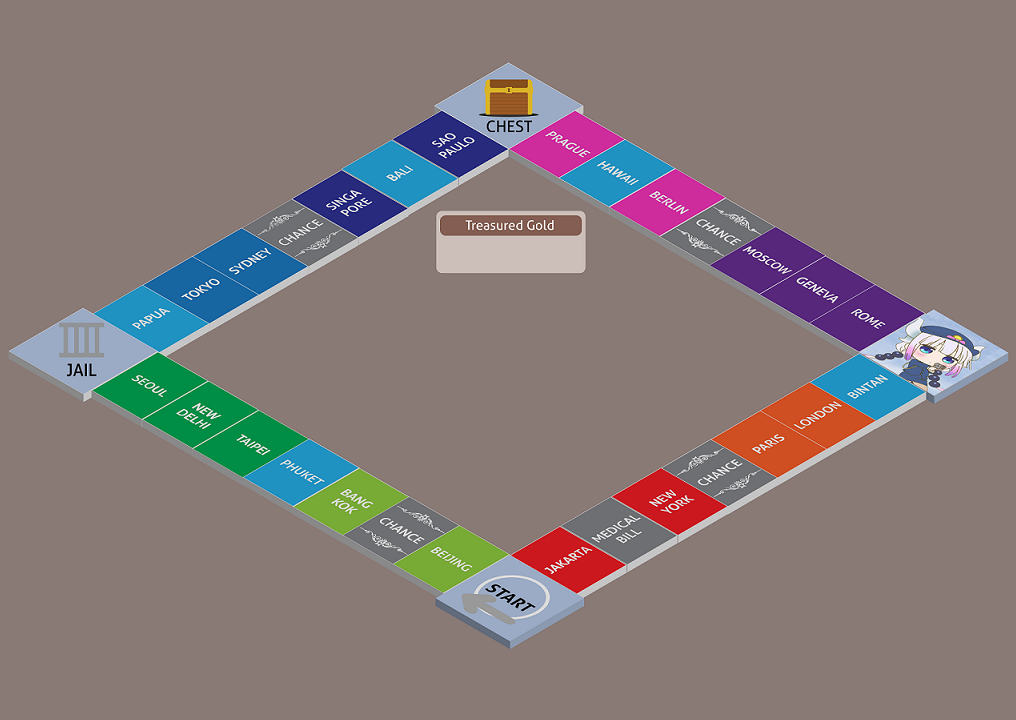 CHEST
SAO
PAULO
BALI
SINGA
PORE
CHANCE
SYDNEY
TOKYO
PAPUA
JAIL
PRAGUE
HAWAII
BERLIN
CHANCE
MOSCOW
GENEVA
ROME
Treasured Gold
SEOUL
NEW
DELHI
TAIPEI
PHUKET
BANG
KOK
CHANCE
BEIJING
START
BINTAN
LONDON
PARIS
CHANCE
NEW
YORK
MEDICAL
BILL
JAKARTA